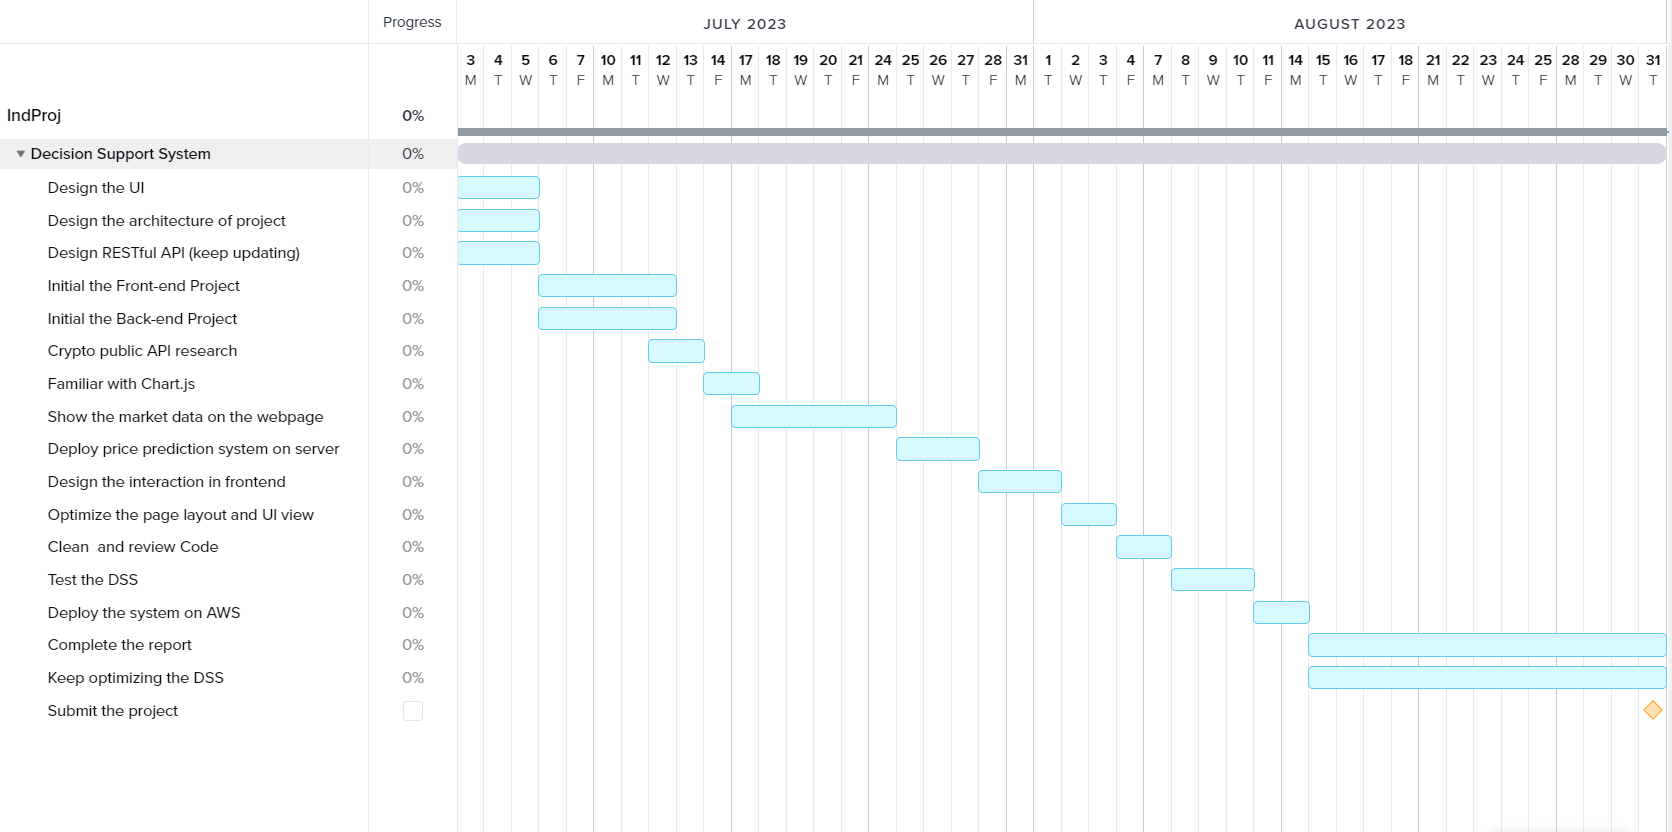 Progress JULY 2023 AUGUST 2023
3 4 5 6 7 10 11 12 13 14 17 18 19 20 21 24 25 26 27 28 31 1 2 3 4 7 8 9 10 11 14 15 16 17 18 21 22 23 24 25 28 29 30 31
M T W T F M T W T F M T W T F M T W T F M T W T F M T W T F M T W T F M T W T F M T W T
IndProj 0%
Decision Support System 0%
Design the UI 0%
Design the architecture of project 0%
Design RESTful API (keep updating) 0%
Initial the Front-end Project 0%
Initial the Back-end Project 0%
Crypto public API research 0%
Familiar with Chart.js 0%
Show the market data on the webpage 0%
Deploy price prediction system on server 0%
Design the interaction in frontend 0%
Optimize the page layout and UI view 0%
Clean  and review Code 0%
Test the DSS 0%
Deploy the system on AWS 0%
Complete the report 0%
Keep optimizing the DSS 0%
Submit the project